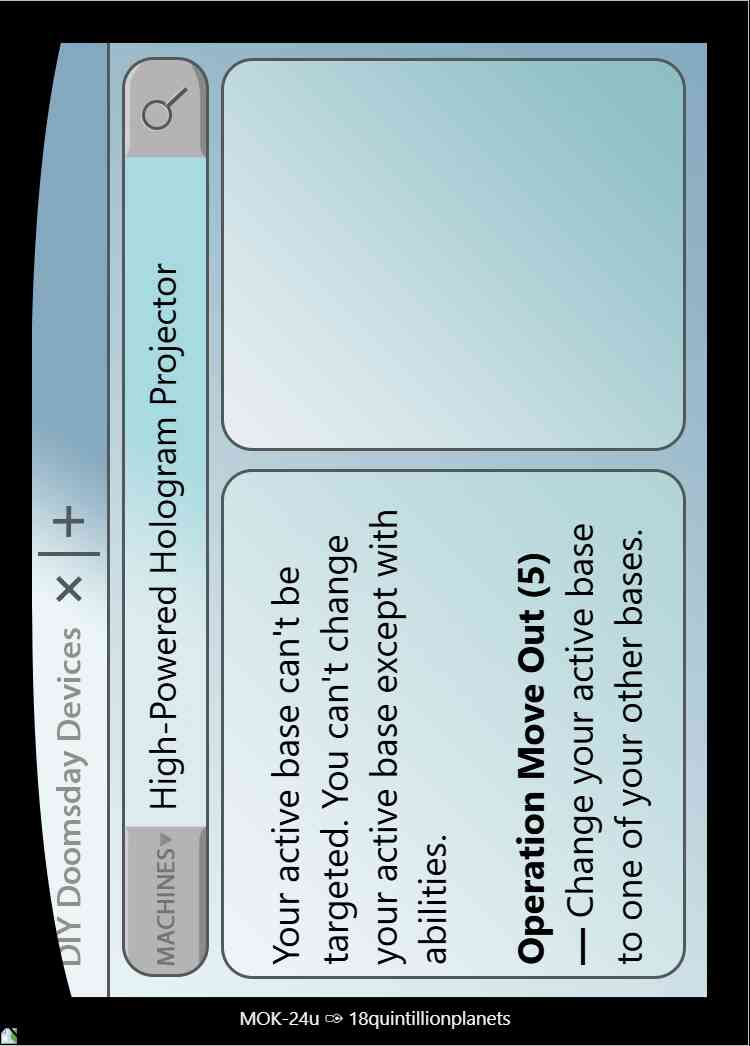 DIY Doomsday Devices × | +
MACHINES▾ High-Powered Hologram Projector
Your active base can't be
targeted. You can't change
your active base except with
abilities.
Operation Move Out (5)
— Change your active base
to one of your other bases.
MOK-24u ✑ 18quintillionplanets